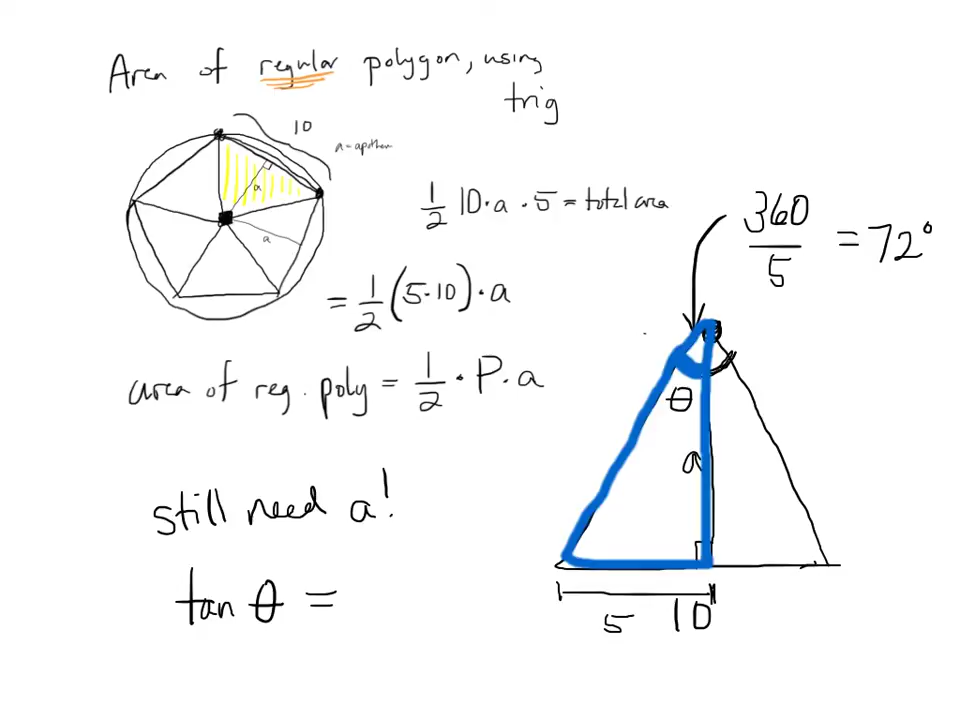 Area of regular polygon, using
trig
10
a = apothem
a
a
1/2 10·a · 5 = total area
360/5 = 72°
= 1/2 (5·10) · a
area of reg. poly = 1/2 · P · a
θ
a
still need a!
tan θ =
5 10